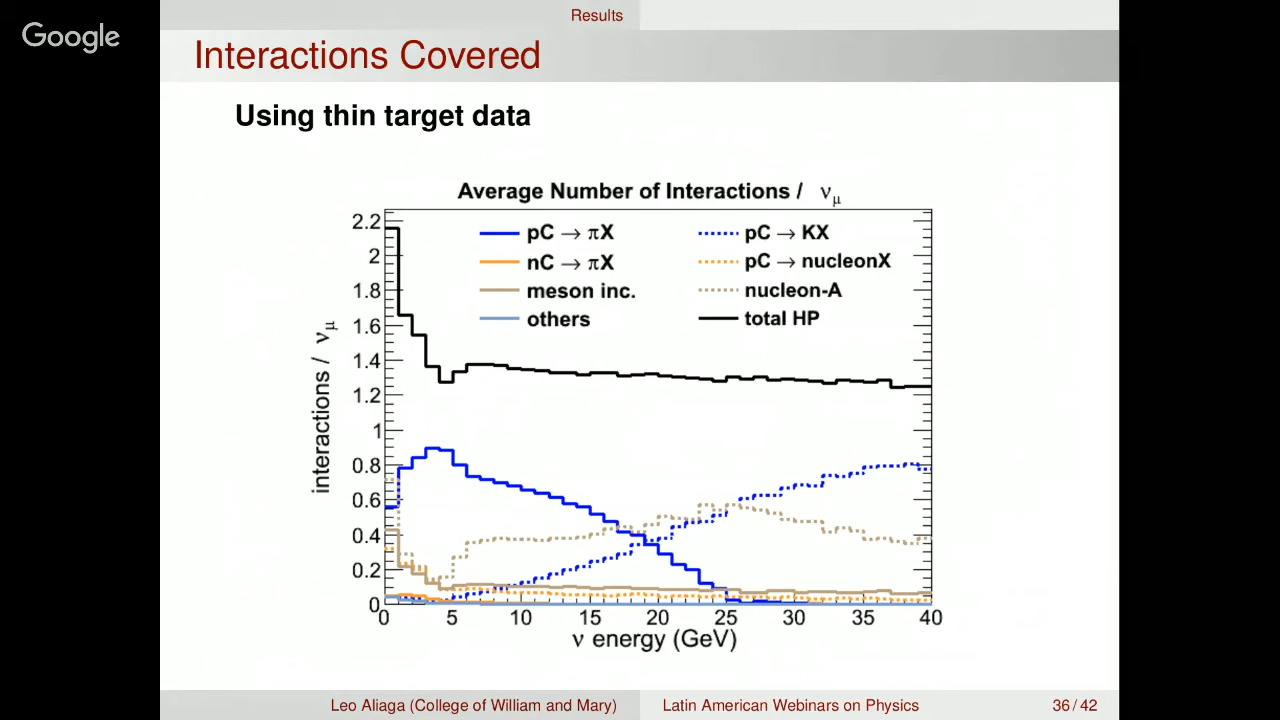 Google
Results
Interactions Covered
Using thin target data
Average Number of Interactions / νμ
pC → πX
pC → KX
nC → πX
pC → nucleonX
meson inc.
nucleon-A
others
total HP
interactions / νμ
2.2
2
1.8
1.6
1.4
1.2
1
0.8
0.6
0.4
0.2
0
0 5 10 15 20 25 30 35 40
ν energy (GeV)
Leo Aliaga (College of William and Mary) Latin American Webinars on Physics 36 / 42